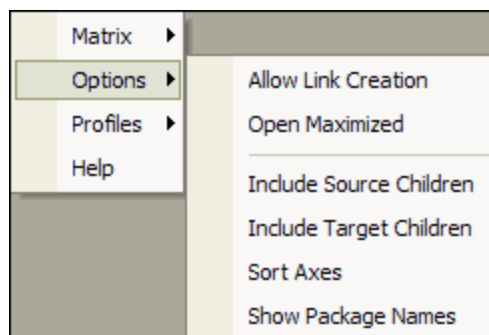 Matrix
Options
Profiles
Help
Allow Link Creation
Open Maximized
Include Source Children
Include Target Children
Sort Axes
Show Package Names